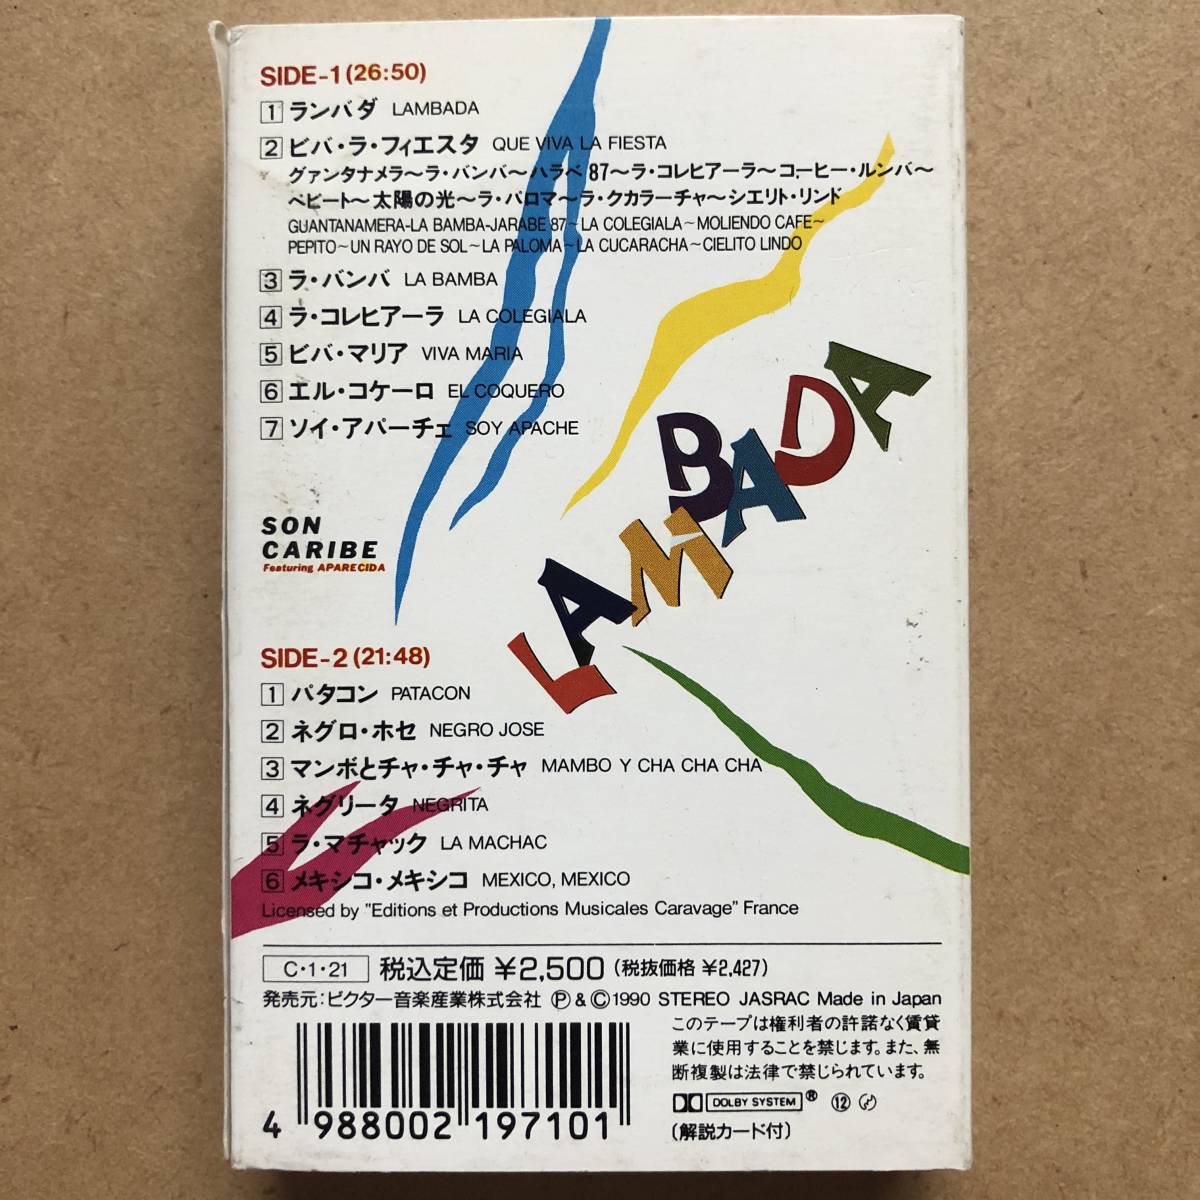 SIDE-1 (26:50)
1 ランバダ LAMBADA
2 ビバ・ラ・フィエスタ QUE VIVA LA FIESTA
グァンタナメラ〜ラ・バンバ〜ハラベ87〜ラ・コレヒアーラ〜コーヒー・ルンバ〜
ペピート〜太陽の光〜ラ・パロマ〜ラ・クカラーチャ〜シエリト・リンド
GUANTANAMERA-LA BAMBA-JARABE 87~LA COLEGIALA~MOLIENDO CAFE~
PEPITO~UN RAYO DE SOL~LA PALOMA~LA CUCARACHA~CIELITO LINDO
3 ラ・バンバ LA BAMBA
4 ラ・コレヒアーラ LA COLEGIALA
5 ビバ・マリア VIVA MARIA
6 エル・コケーロ EL COQUERO
7 ソイ・アパーチェ SOY APACHE
LAMBADA
SON
CARIBE
Featuring APARECIDA
SIDE-2 (21:48)
1 パタコン PATACON
2 ネグロ・ホセ NEGRO JOSE
3 マンボとチャ・チャ・チャ MAMBO Y CHA CHA CHA
4 ネグリータ NEGRITA
5 ラ・マチャック LA MACHAC
6 メキシコ・メキシコ MEXICO, MEXICO
Licensed by "Editions et Productions Musicales Caravage" France
C・1・21 税込定価 ¥2,500 (税抜価格 ¥2,427)
発売元:ビクター音楽産業株式会社 Ⓟ & © 1990 STEREO JASRAC Made in Japan
このテープは権利者の許諾なく賃貸
業に使用することを禁じます。また、無
断複製は法律で禁じられています。
DOLBY SYSTEM ® ⑫
(解説カード付)
4 988002 197101